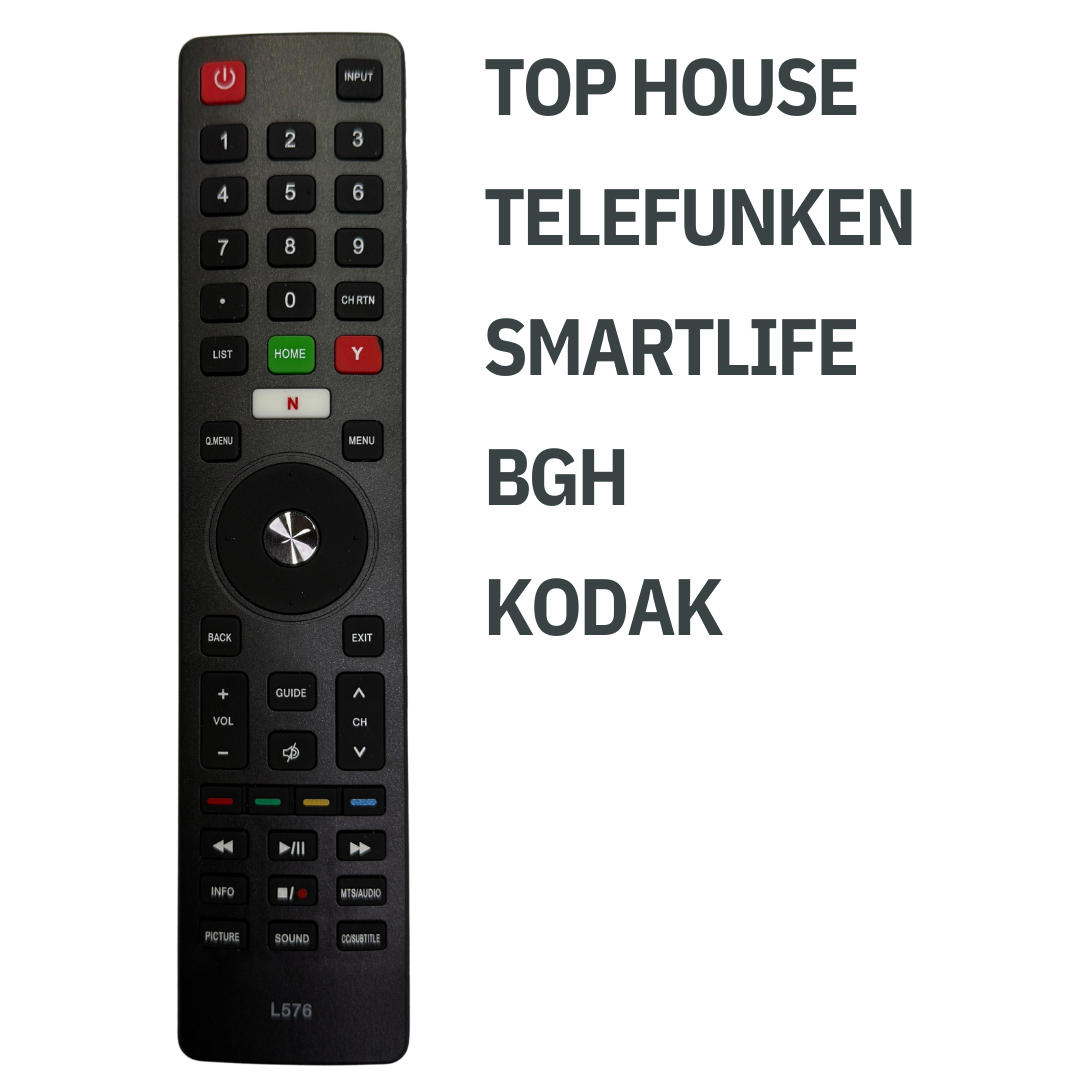 TOP HOUSE
TELEFUNKEN
SMARTLIFE
BGH
KODAK
INPUT
1 2 3
4 5 6
7 8 9
• 0 CH RTN
LIST HOME Y
N
Q.MENU MENU
BACK EXIT
+ GUIDE
VOL CH
−
INFO MTS/AUDIO
PICTURE SOUND CC/SUBTITLE
L576